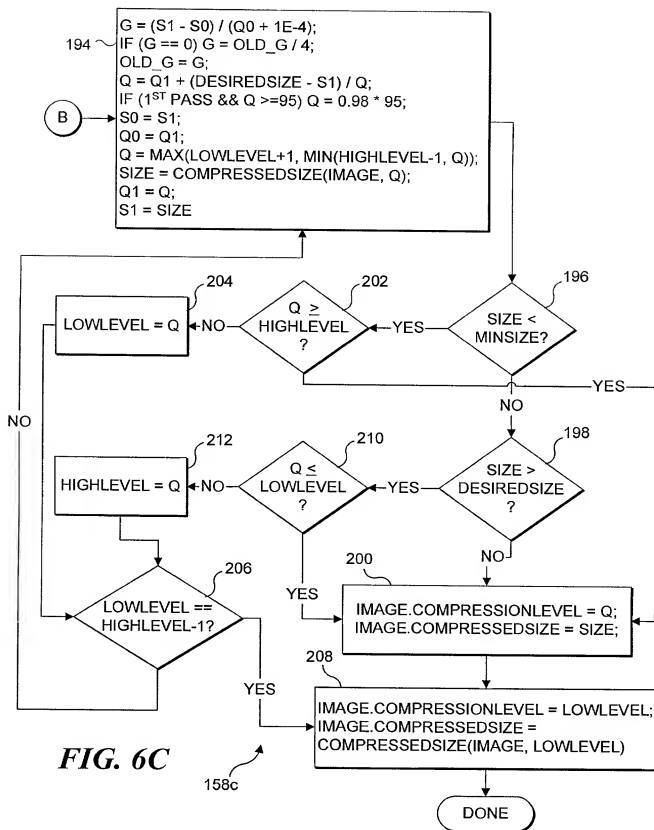 194
G = (S1 - S0) / (Q0 + 1E-4);
IF (G == 0) G = OLD_G / 4;
OLD_G = G;
Q = Q1 + (DESIREDSIZE - S1) / Q;
IF (1ST PASS && Q >=95) Q = 0.98 * 95;
S0 = S1;
Q0 = Q1;
Q = MAX(LOWLEVEL+1, MIN(HIGHLEVEL-1, Q));
SIZE = COMPRESSEDSIZE(IMAGE, Q);
Q1 = Q;
S1 = SIZE
B
204
202
196
LOWLEVEL = Q
NO
Q ≥
HIGHLEVEL
?
YES
SIZE <
MINSIZE?
YES
NO
NO
212
210
198
HIGHLEVEL = Q
NO
Q ≤
LOWLEVEL
?
YES
SIZE >
DESIREDSIZE
?
NO
206
200
YES
LOWLEVEL ==
HIGHLEVEL-1?
IMAGE.COMPRESSIONLEVEL = Q;
IMAGE.COMPRESSEDSIZE = SIZE;
YES
208
IMAGE.COMPRESSIONLEVEL = LOWLEVEL;
IMAGE.COMPRESSEDSIZE =
COMPRESSEDSIZE(IMAGE, LOWLEVEL)
FIG. 6C
158c
DONE